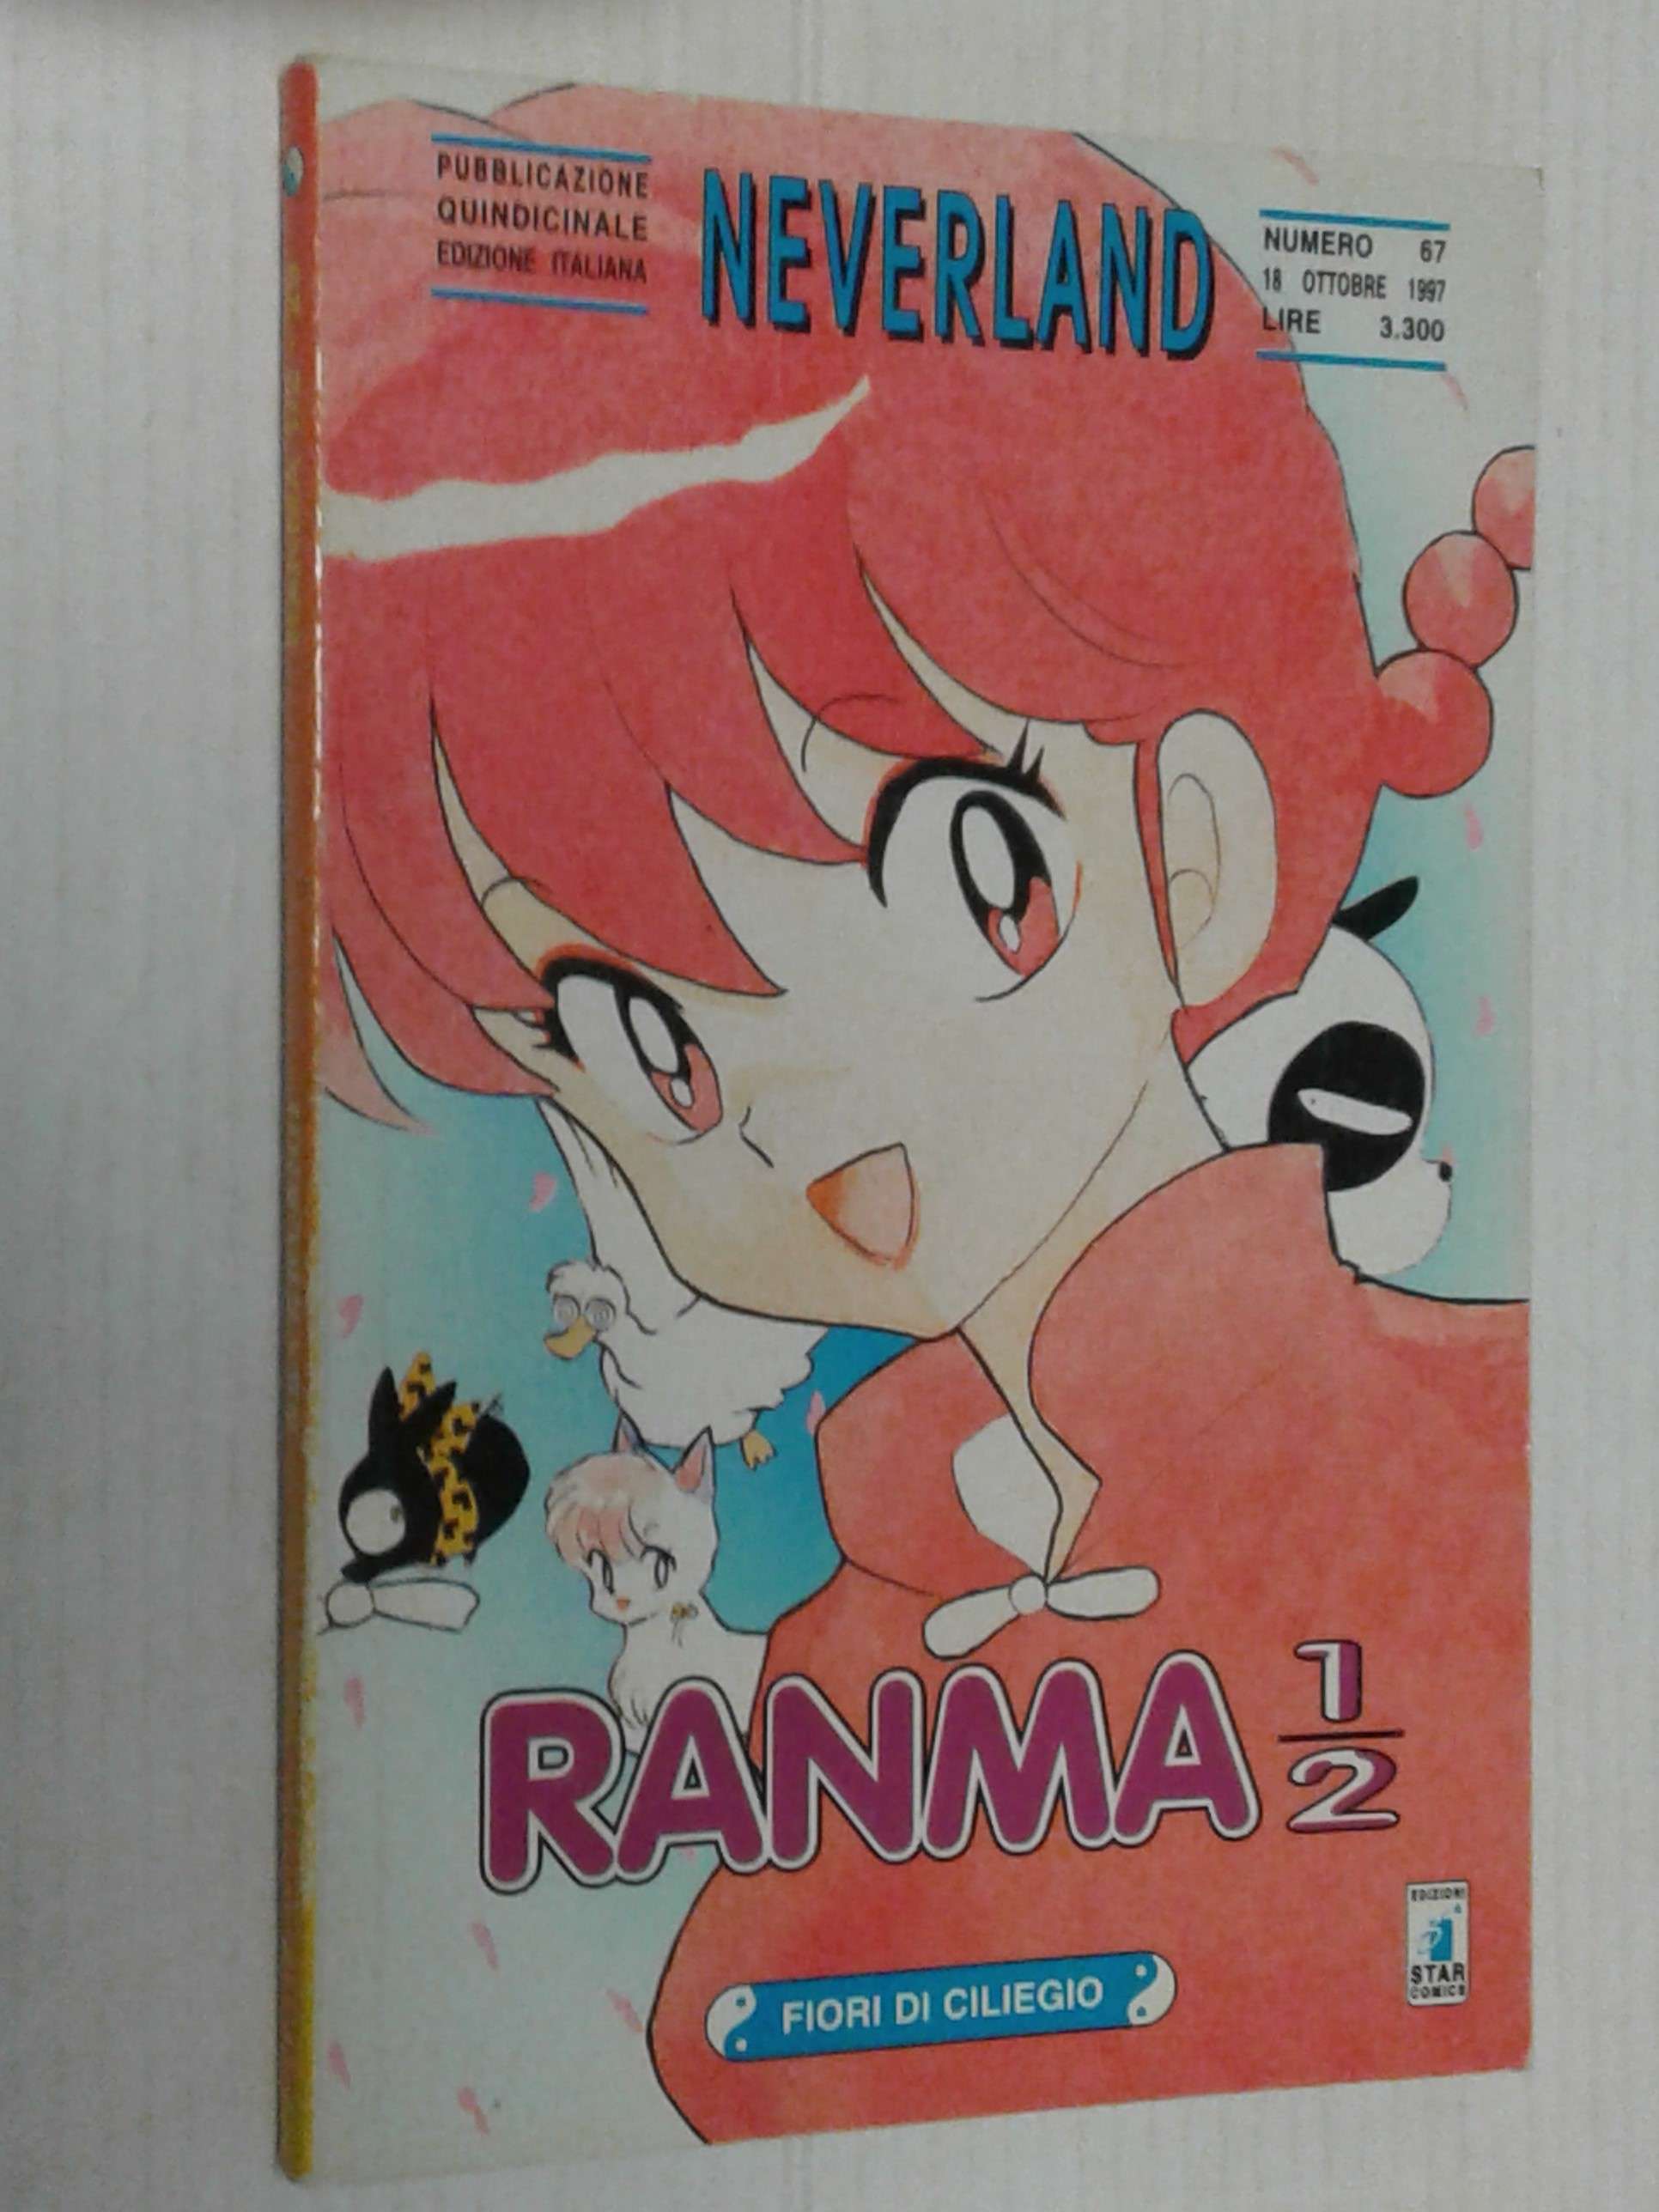 PUBBLICAZIONE
QUINDICINALE
EDIZIONE ITALIANA
NEVERLAND
NUMERO 67
18 OTTOBRE 1997
LIRE 3.300
RANMA 1/2
EDIZIONI
STAR
COMICS
FIORI DI CILIEGIO